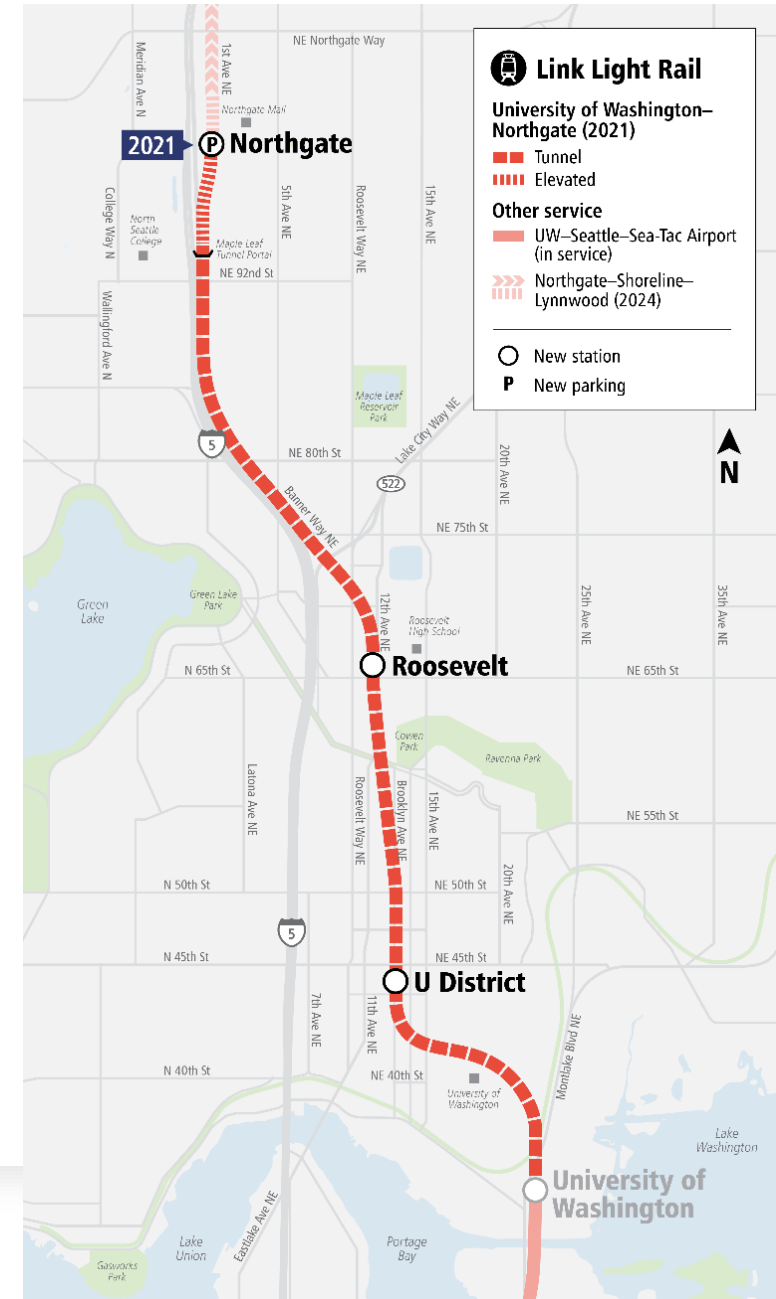 NE Northgate Way
Meridian Ave N
1st Ave NE
Northgate Mall
2021
P
Northgate
College Way N
North
Seattle
College
5th Ave NE
Roosevelt Way NE
15th Ave NE
Maple Leaf
Tunnel Portal
NE 92nd St
Wallingford Ave N
Maple Leaf
Reservoir
Park
Lake City Way NE
5
NE 80th St
20th Ave NE
522
Banner Way NE
NE 75th St
Green
Lake
Green Lake
Park
12th Ave NE
Roosevelt
High School
25th Ave NE
35th Ave NE
N 65th St
Roosevelt
NE 65th St
Cowen
Park
Ravenna Park
Latona Ave NE
Roosevelt Way NE
Brooklyn Ave NE
15th Ave NE
NE 55th St
20th Ave NE
N 50th St
NE 50th St
5
N 45th St
NE 45th St
U District
7th Ave NE
11th Ave NE
Montlake Blvd NE
N 40th St
NE 40th St
University of
Washington
Lake
Washington
University of
Washington
Eastlake Ave NE
Lake
Union
Portage
Bay
Gasworks
Park
Link Light Rail
University of Washington–
Northgate (2021)
Tunnel
Elevated
Other service
UW–Seattle–Sea-Tac Airport
(in service)
Northgate–Shoreline–
Lynnwood (2024)
New station
P New parking
N